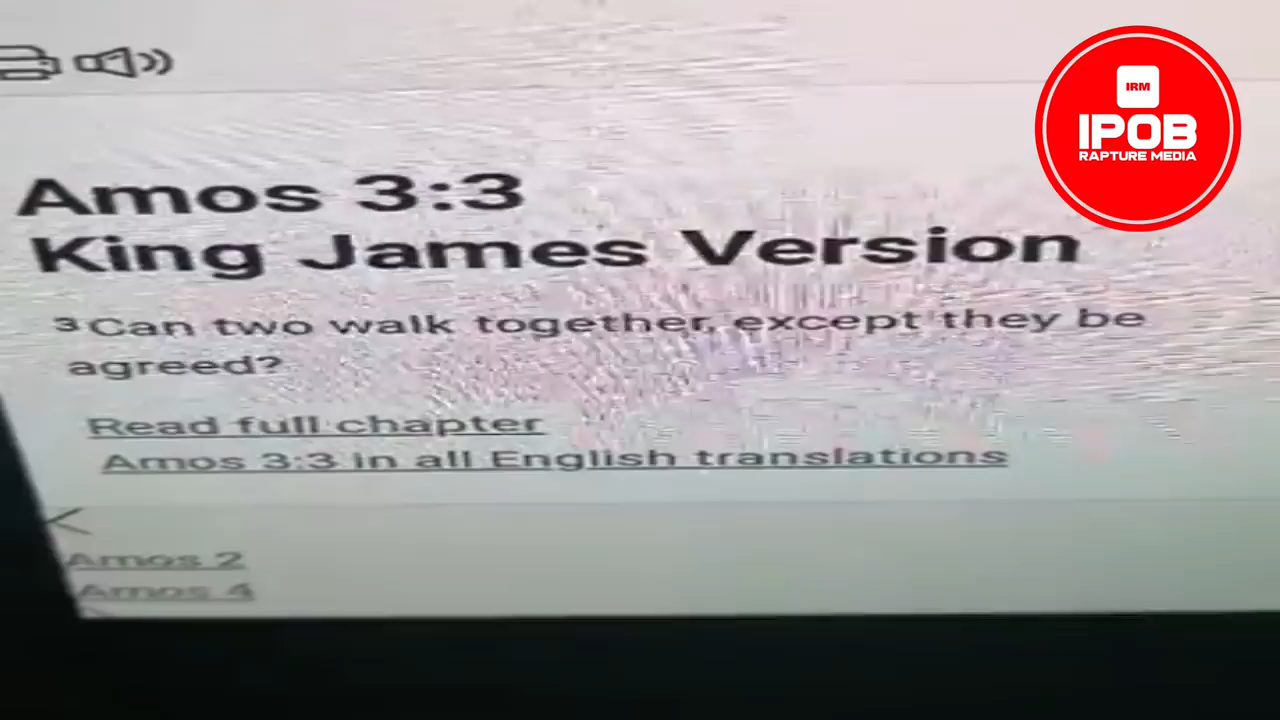 IRM
IPOB
RAPTURE MEDIA
Amos 3:3
King James Version
3 Can two walk together, except they be
agreed?
Read full chapter
Amos 3:3 in all English translations
Amos 2
Amos 4